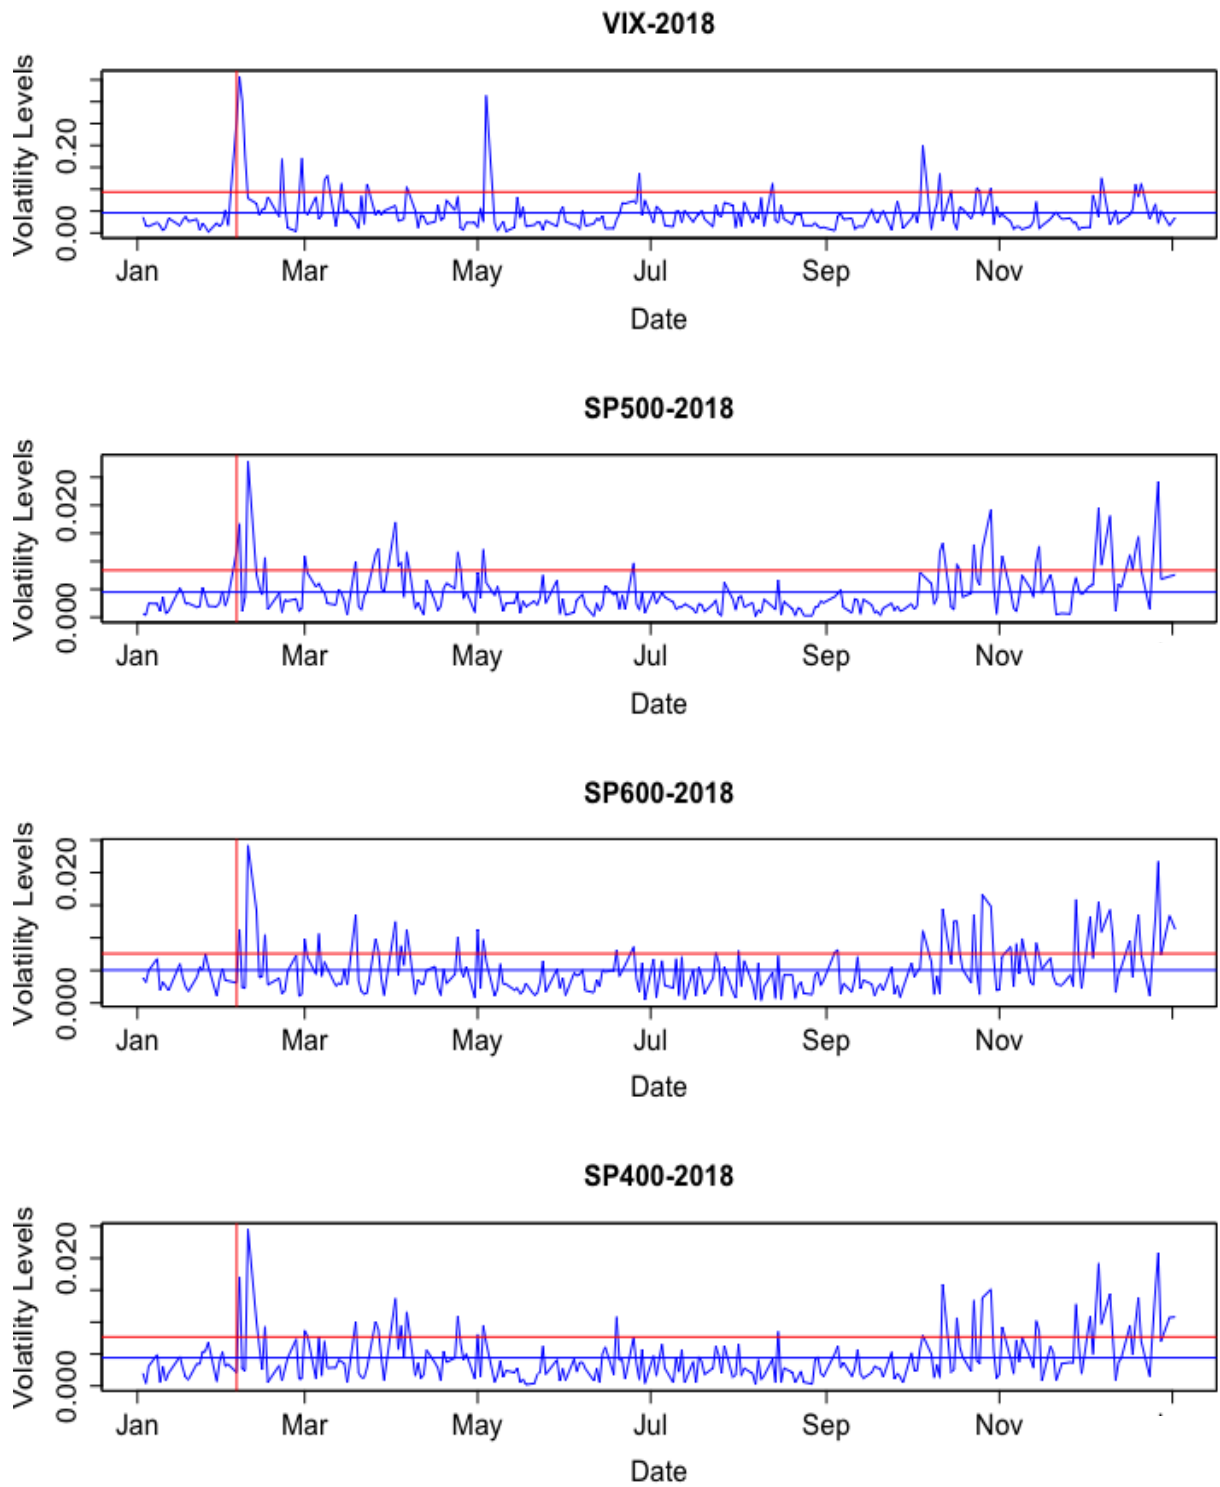 VIX-2018
Volatility Levels
0.20
0.00
Jan Mar May Jul Sep Nov
Date
SP500-2018
Volatility Levels
0.020
0.000
Jan Mar May Jul Sep Nov
Date
SP600-2018
Volatility Levels
0.020
0.000
Jan Mar May Jul Sep Nov
Date
SP400-2018
Volatility Levels
0.020
0.000
Jan Mar May Jul Sep Nov
Date